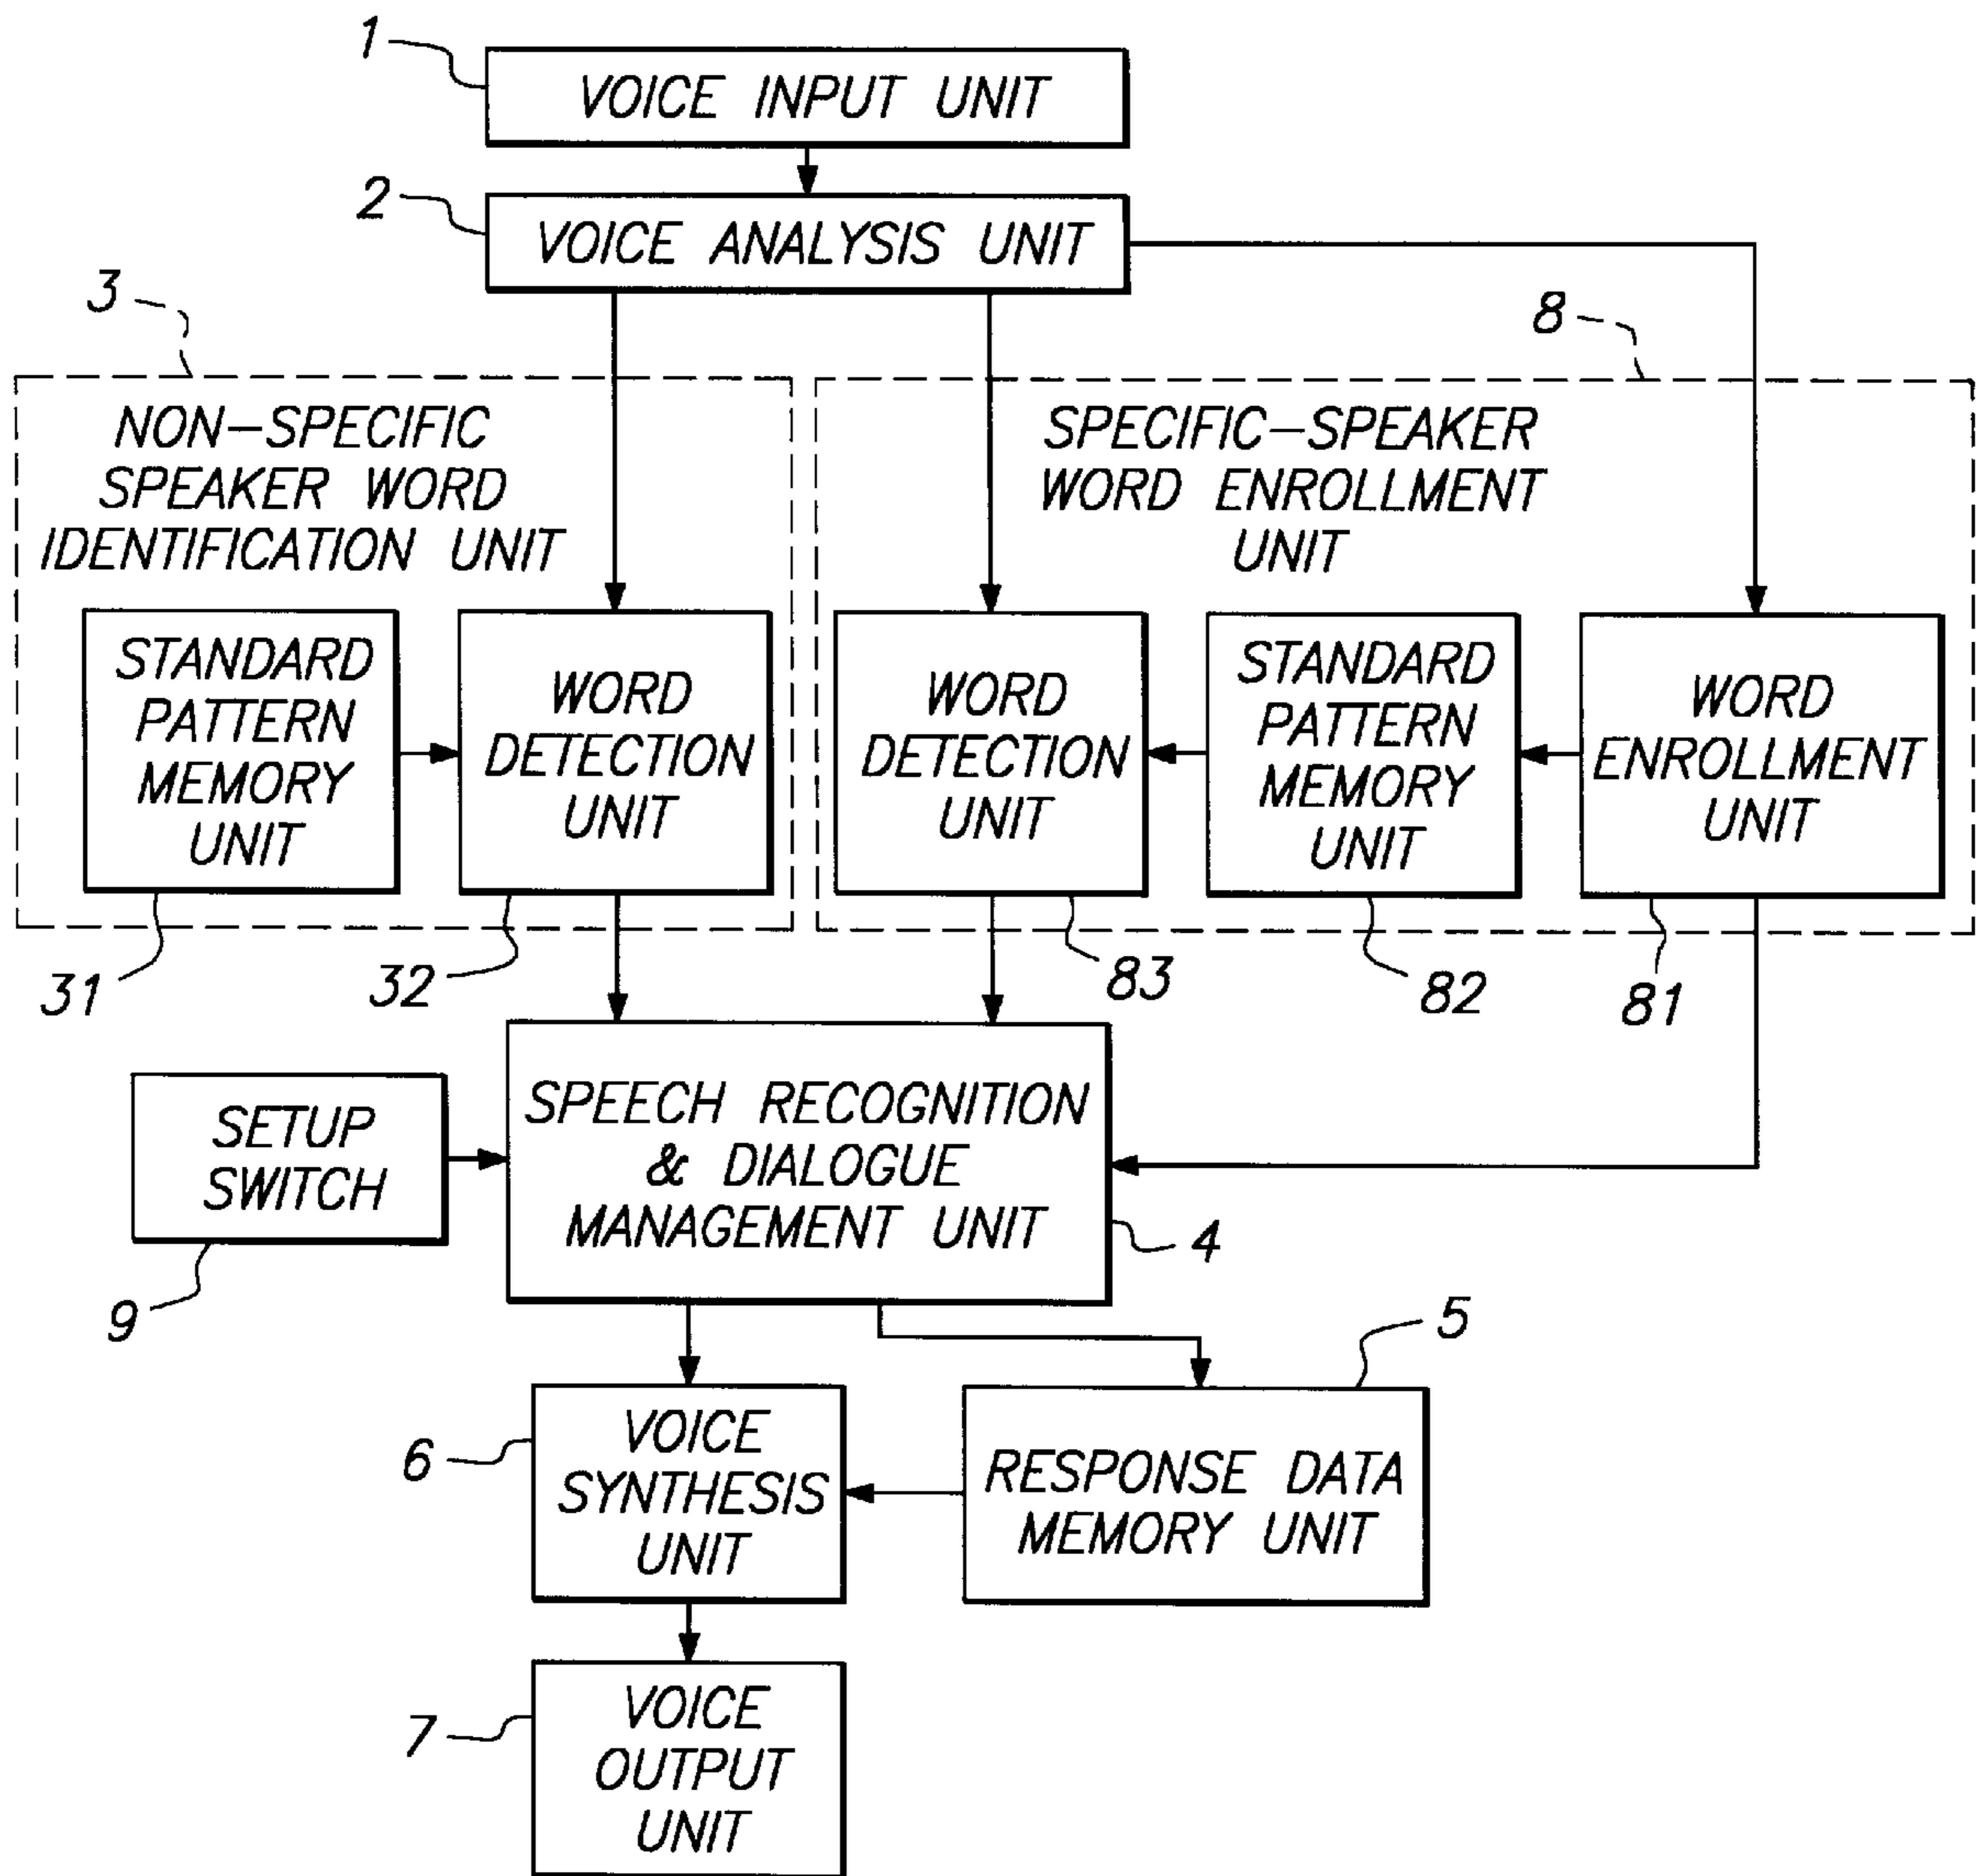 1
VOICE INPUT UNIT
2
VOICE ANALYSIS UNIT
3
8
NON-SPECIFIC
SPEAKER WORD
IDENTIFICATION UNIT
SPECIFIC-SPEAKER
WORD ENROLLMENT
UNIT
STANDARD
PATTERN
MEMORY
UNIT
WORD
DETECTION
UNIT
WORD
DETECTION
UNIT
STANDARD
PATTERN
MEMORY
UNIT
WORD
ENROLLMENT
UNIT
31
32
83
82
81
SETUP
SWITCH
9
SPEECH RECOGNITION
& DIALOGUE
MANAGEMENT UNIT
4
5
6
VOICE
SYNTHESIS
UNIT
RESPONSE DATA
MEMORY UNIT
7
VOICE
OUTPUT
UNIT